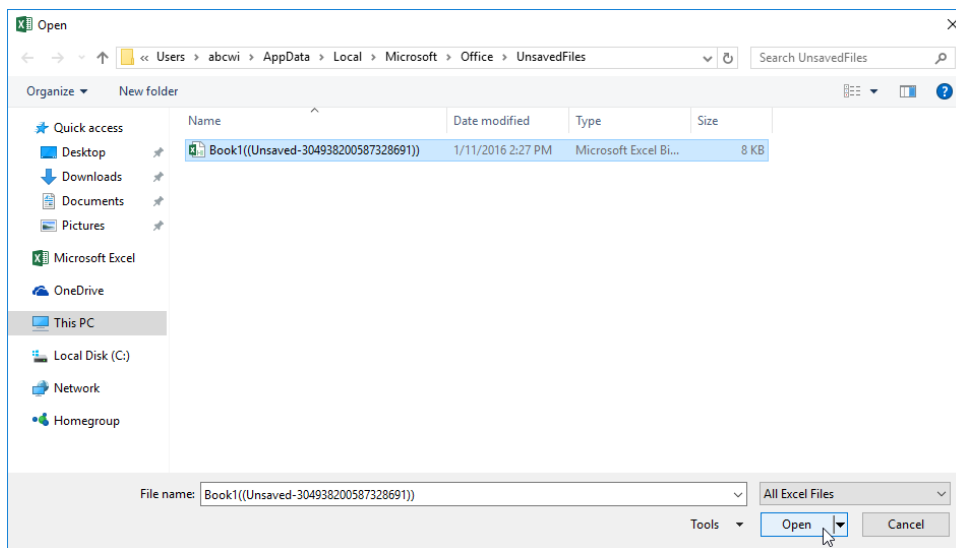 Open
« Users > abcwi > AppData > Local > Microsoft > Office > UnsavedFiles
Search UnsavedFiles
Organize
New folder
Quick access
Desktop
Downloads
Documents
Pictures
Microsoft Excel
OneDrive
This PC
Local Disk (C:)
Network
Homegroup
Name Date modified Type Size
Book1((Unsaved-304938200587328691)) 1/11/2016 2:27 PM Microsoft Excel Bi... 8 KB
File name: Book1((Unsaved-304938200587328691))
All Excel Files
Tools Open Cancel